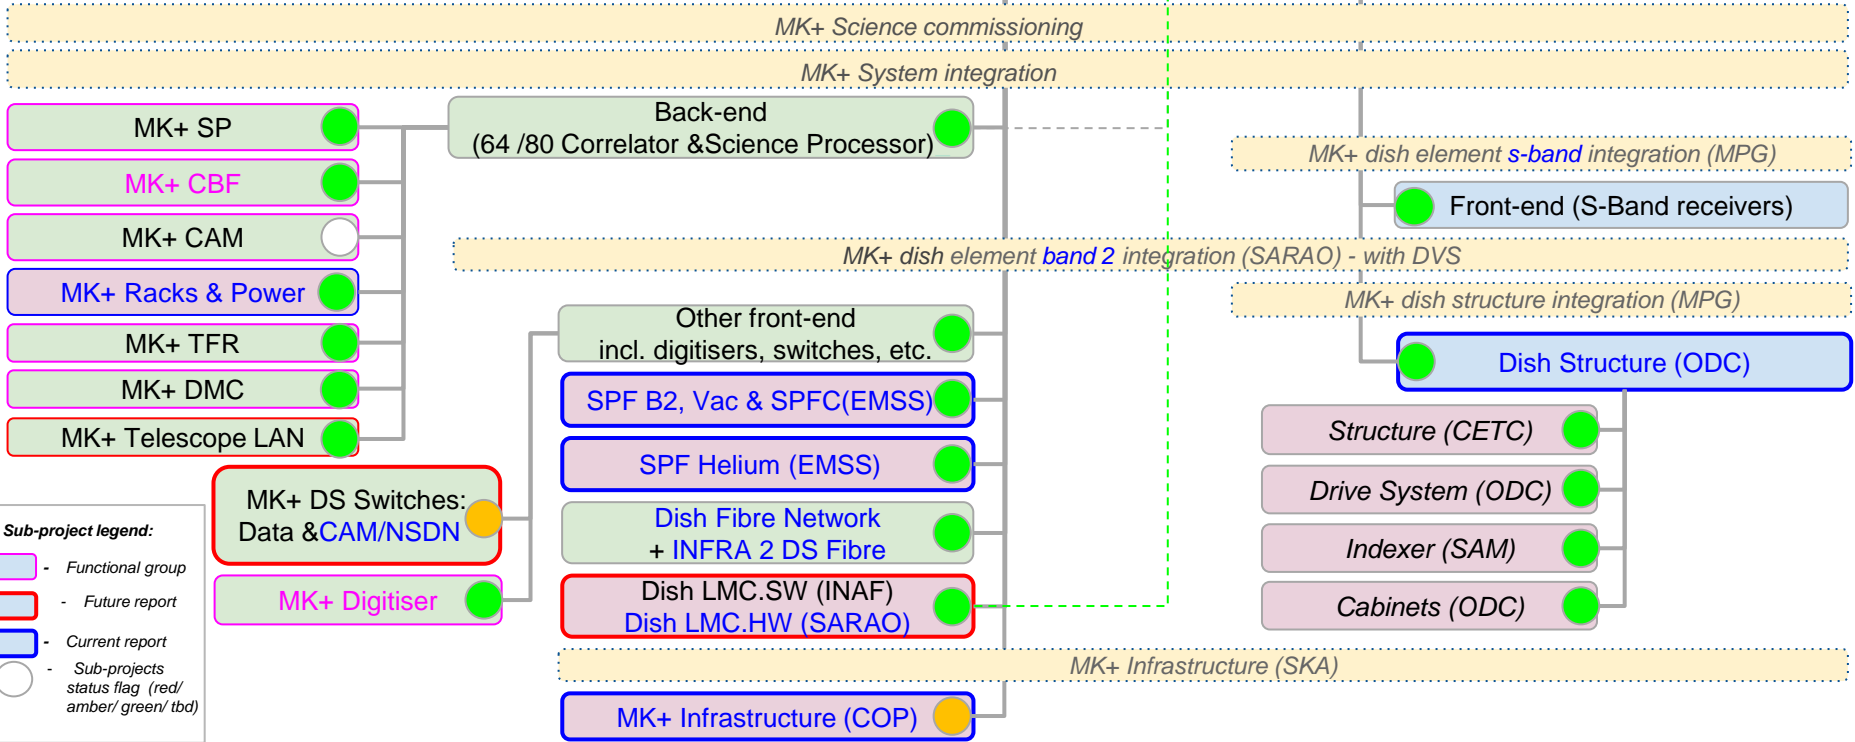 MK+ Science commissioning
MK+ System integration
MK+ SP
MK+ CBF
MK+ CAM
MK+ Racks & Power
MK+ TFR
MK+ DMC
MK+ Telescope LAN
Back-end
(64 /80 Correlator &Science Processor)
MK+ dish element s-band integration (MPG)
Front-end (S-Band receivers)
MK+ dish element band 2 integration (SARAO) - with DVS
MK+ dish structure integration (MPG)
Other front-end
incl. digitisers, switches, etc.
SPF B2, Vac & SPFC(EMSS)
SPF Helium (EMSS)
Dish Fibre Network
+ INFRA 2 DS Fibre
Dish LMC.SW (INAF)
Dish LMC.HW (SARAO)
MK+ DS Switches:
Data &CAM/NSDN
MK+ Digitiser
Dish Structure (ODC)
Structure (CETC)
Drive System (ODC)
Indexer (SAM)
Cabinets (ODC)
MK+ Infrastructure (SKA)
MK+ Infrastructure (COP)
Sub-project legend:
- Functional group
- Future report
- Current report
- Sub-projects
status flag (red/
amber/ green/ tbd)